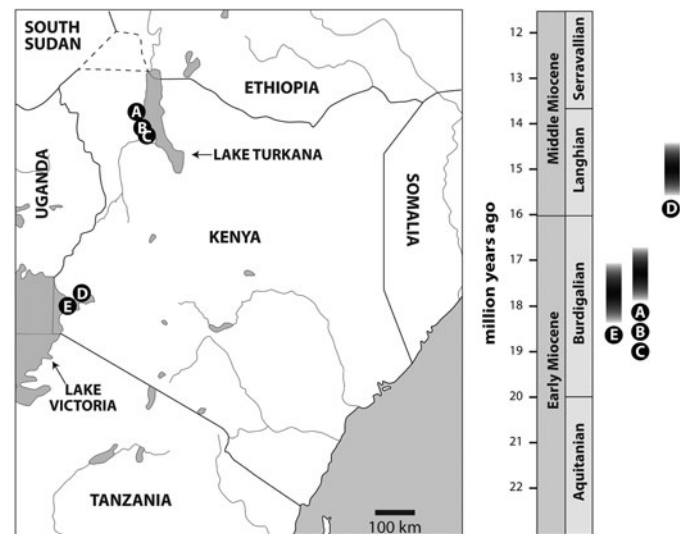 SOUTH
SUDAN
ETHIOPIA
A
B
C
LAKE TURKANA
UGANDA
SOMALIA
KENYA
D
E
LAKE
VICTORIA
TANZANIA
100 km
million years ago
12
13
14
15
16
17
18
19
20
21
22
Middle Miocene
Early Miocene
Serravallian
Langhian
Burdigalian
Aquitanian
D
E
A
B
C